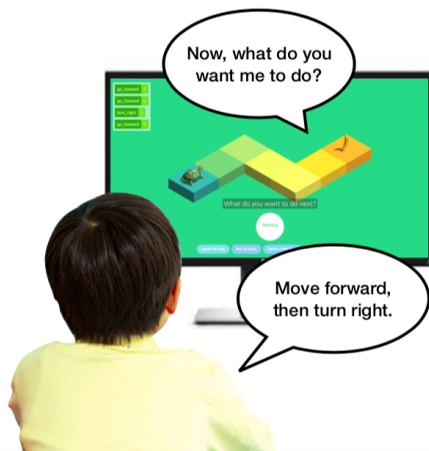 Now, what do you
want me to do?
go_forward
go_forward
turn_right
go_forward
What do you want to do next?
Move forward,
then turn right.